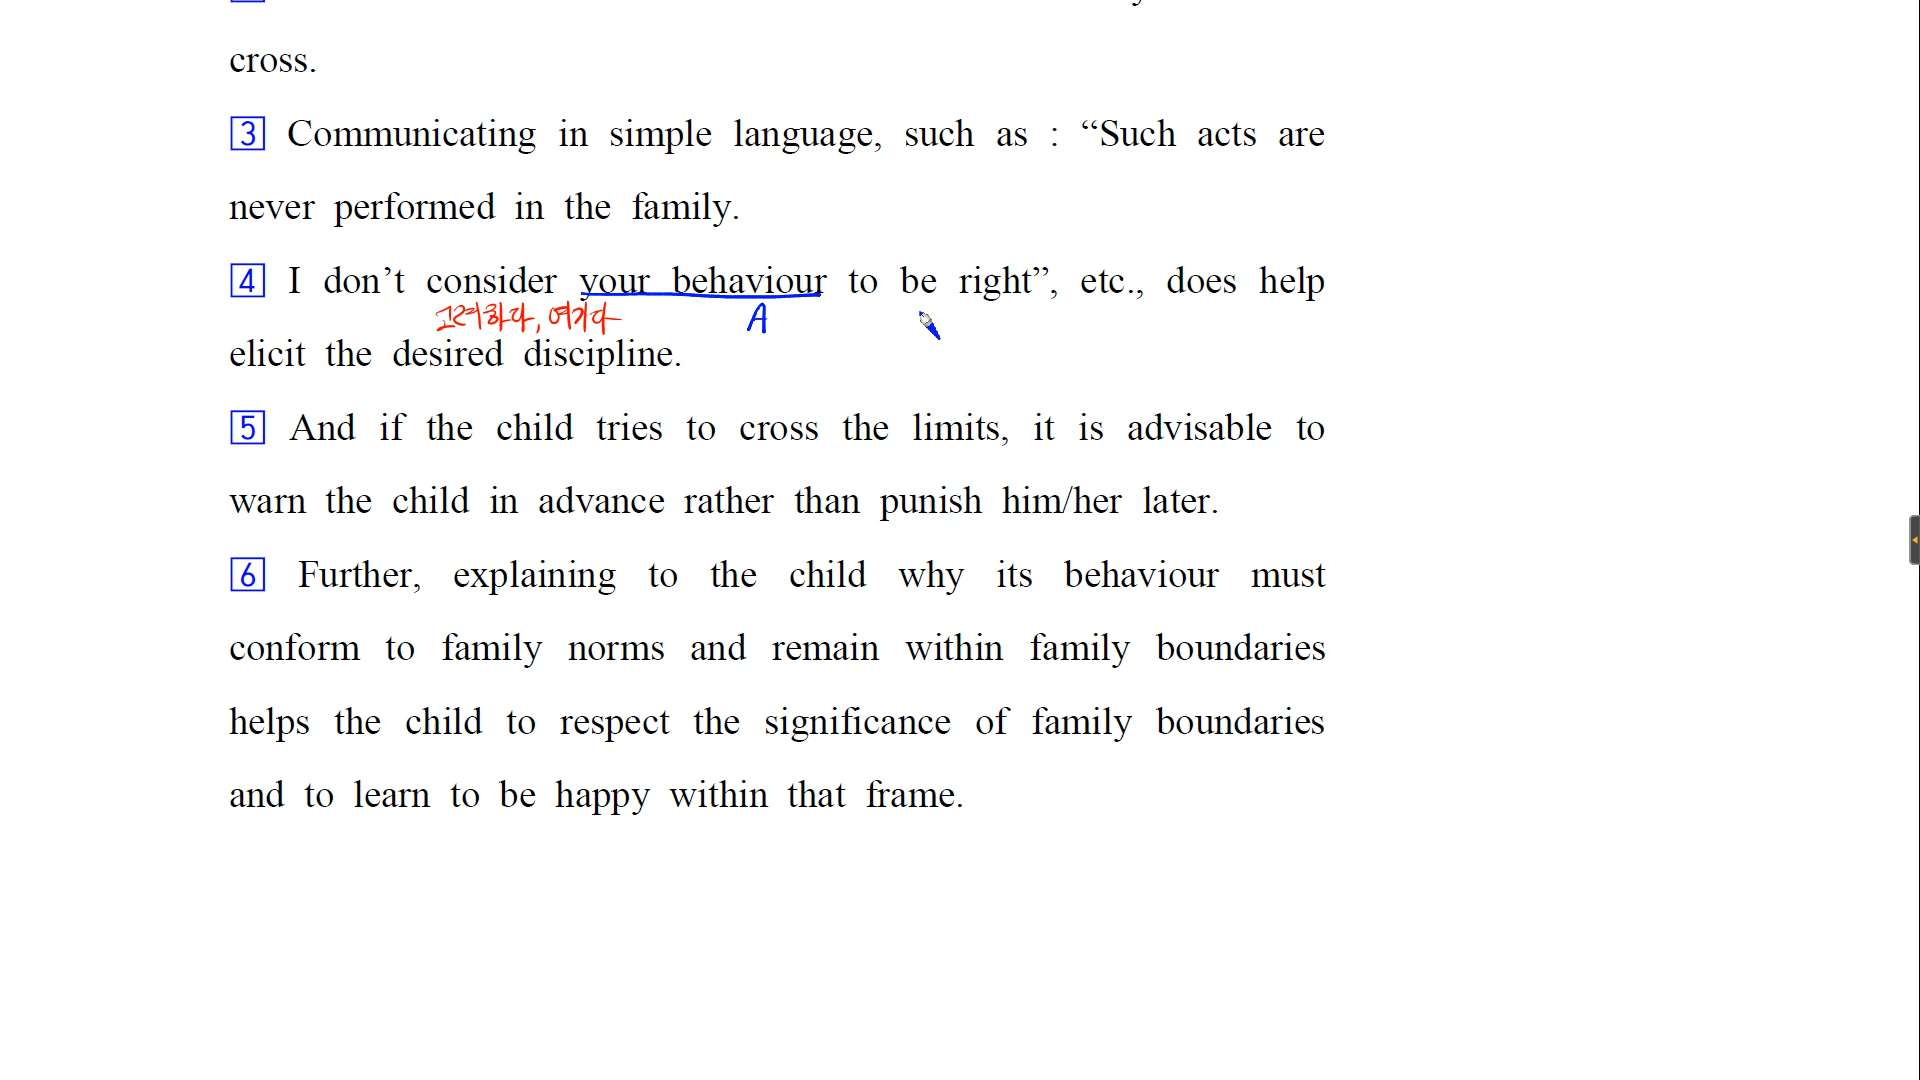 cross.
3 Communicating in simple language, such as : “Such acts are
never performed in the family.
4 I don’t consider your behaviour to be right”, etc., does help
고려하다, 여기다 A
elicit the desired discipline.
5 And if the child tries to cross the limits, it is advisable to
warn the child in advance rather than punish him/her later.
6 Further, explaining to the child why its behaviour must
conform to family norms and remain within family boundaries
helps the child to respect the significance of family boundaries
and to learn to be happy within that frame.